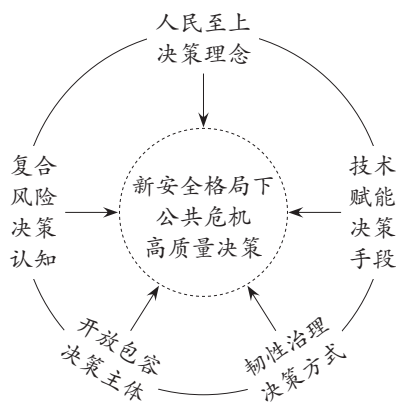 人民至上
决策理念
复合
风险
决策
认知
新安全格局下
公共危机
高质量决策
技术
赋能
决策
手段
开放包容
决策主体
韧性治理
决策方式